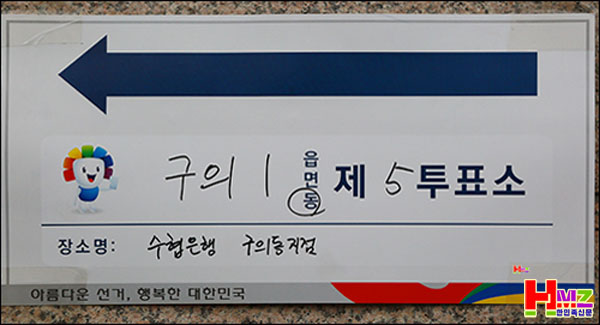 구의 1 읍면동 제 5 투표소
장소명: 수협은행 구의동지점
아름다운 선거, 행복한 대한민국
HMZ
한민족신문